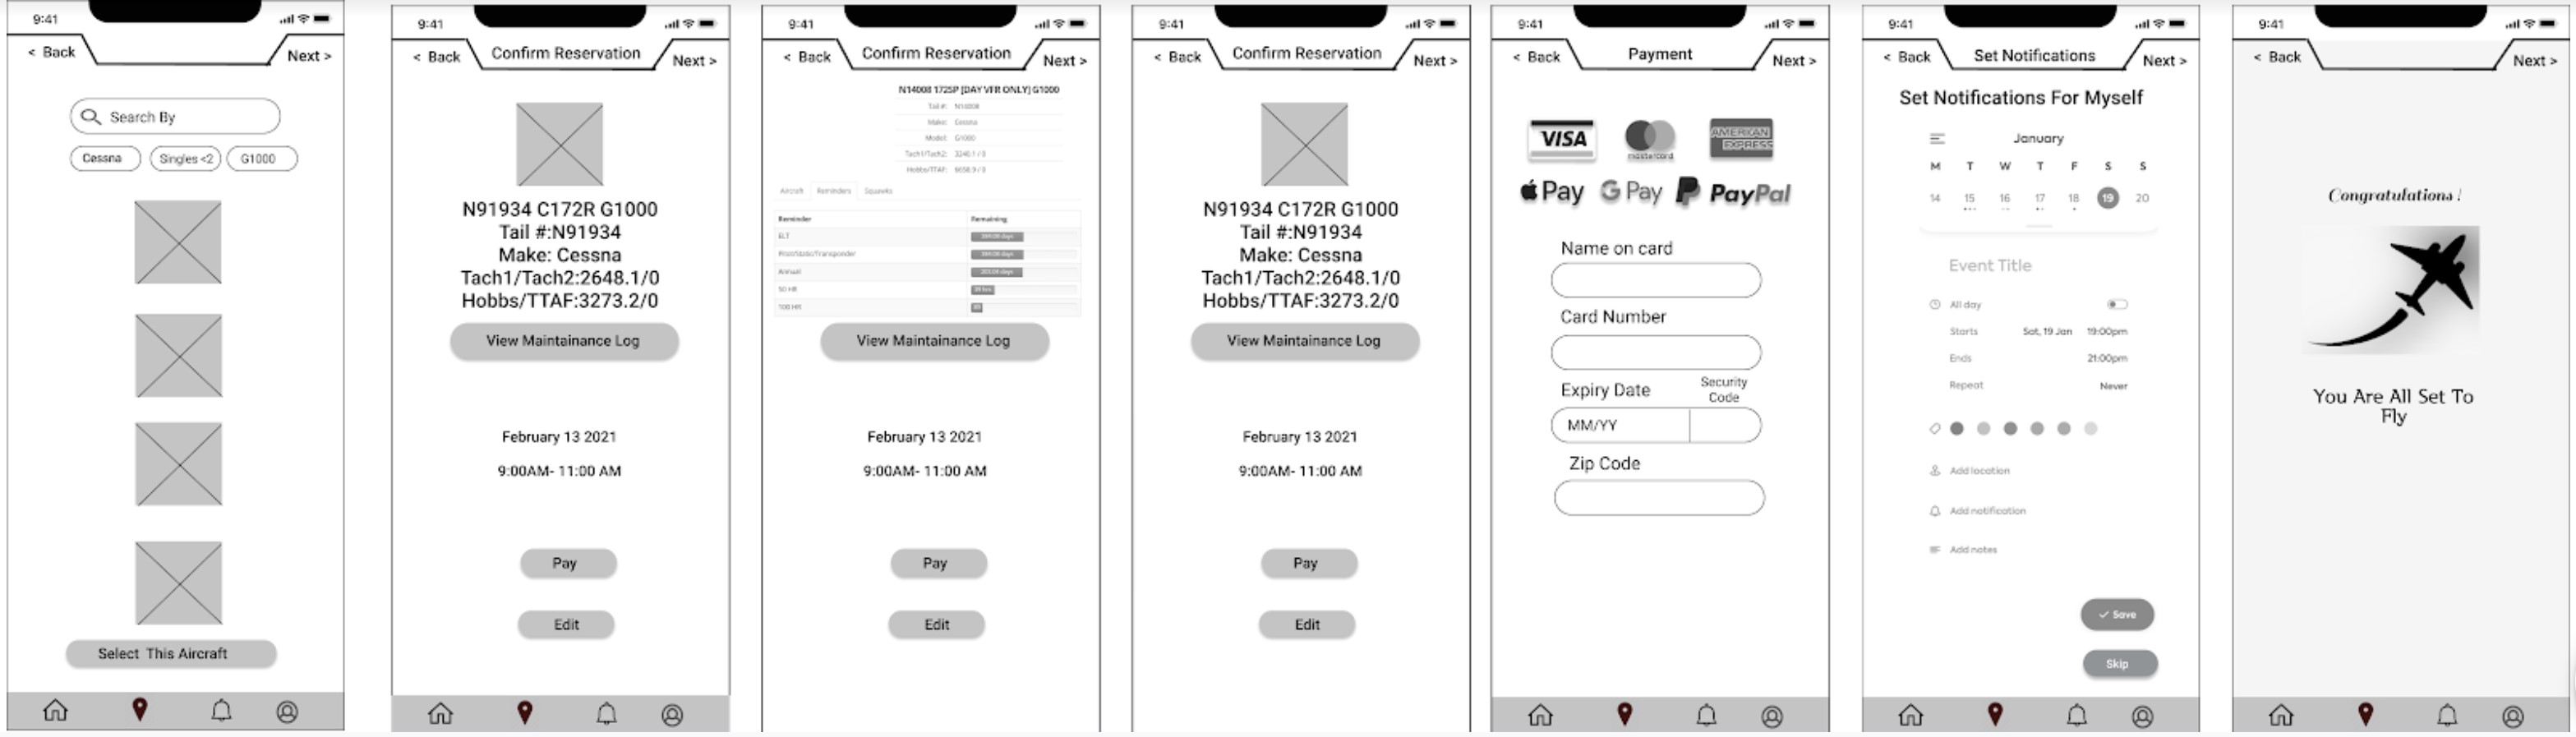 9:41
< Back
Next >
Search By
Cessna
Singles <2
G1000
Select This Aircraft
9:41
< Back
Confirm Reservation
Next >
N91934 C172R G1000
Tail #:N91934
Make: Cessna
Tach1/Tach2:2648.1/0
Hobbs/TTAF:3273.2/0
View Maintainance Log
February 13 2021
9:00AM- 11:00 AM
Pay
Edit
9:41
< Back
Confirm Reservation
Next >
N14008 172SP [DAY VFR ONLY] G1000
Tail #: N14008
Make: Cessna
Model: G1000
Tach1/Tach2: 3240.1 / 0
Hobbs/TTAF: 6658.9 / 0
Aircraft Reminders Squawks
Reminder Remaining
ELT
Pitot/Static/Transponder
Annual
50 HR
100 HR
View Maintainance Log
February 13 2021
9:00AM- 11:00 AM
Pay
Edit
9:41
< Back
Confirm Reservation
Next >
N91934 C172R G1000
Tail #:N91934
Make: Cessna
Tach1/Tach2:2648.1/0
Hobbs/TTAF:3273.2/0
View Maintainance Log
February 13 2021
9:00AM- 11:00 AM
Pay
Edit
9:41
< Back
Payment
Next >
VISA
mastercard
AMERICAN
EXPRESS
Pay
G Pay
PayPal
Name on card
Card Number
Expiry Date
Security
Code
MM/YY
Zip Code
9:41
< Back
Set Notifications
Next >
Set Notifications For Myself
January
M T W T F S S
14 15 16 17 18 19 20
Event Title
All day
Starts Sat, 19 Jan 19:00pm
Ends 21:00pm
Repeat Never
Add location
Add notification
Add notes
Save
Skip
9:41
< Back
Next >
Congratulations !
You Are All Set To
Fly